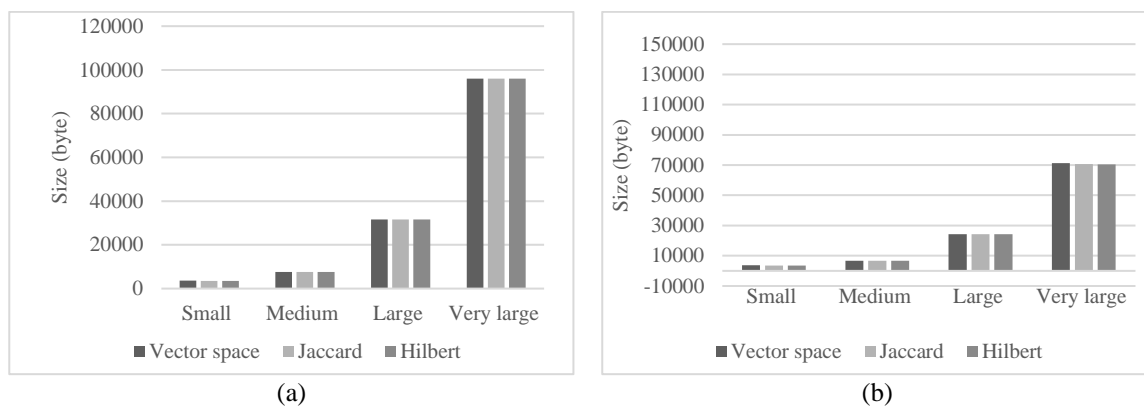 120000
100000
80000
60000
40000
20000
0
Size (byte)
Small Medium Large Very large
Vector space Jaccard Hilbert
(a)
150000
130000
110000
90000
70000
50000
30000
10000
-10000
Size (byte)
Small Medium Large Very large
Vector space Jaccard Hilbert
(b)